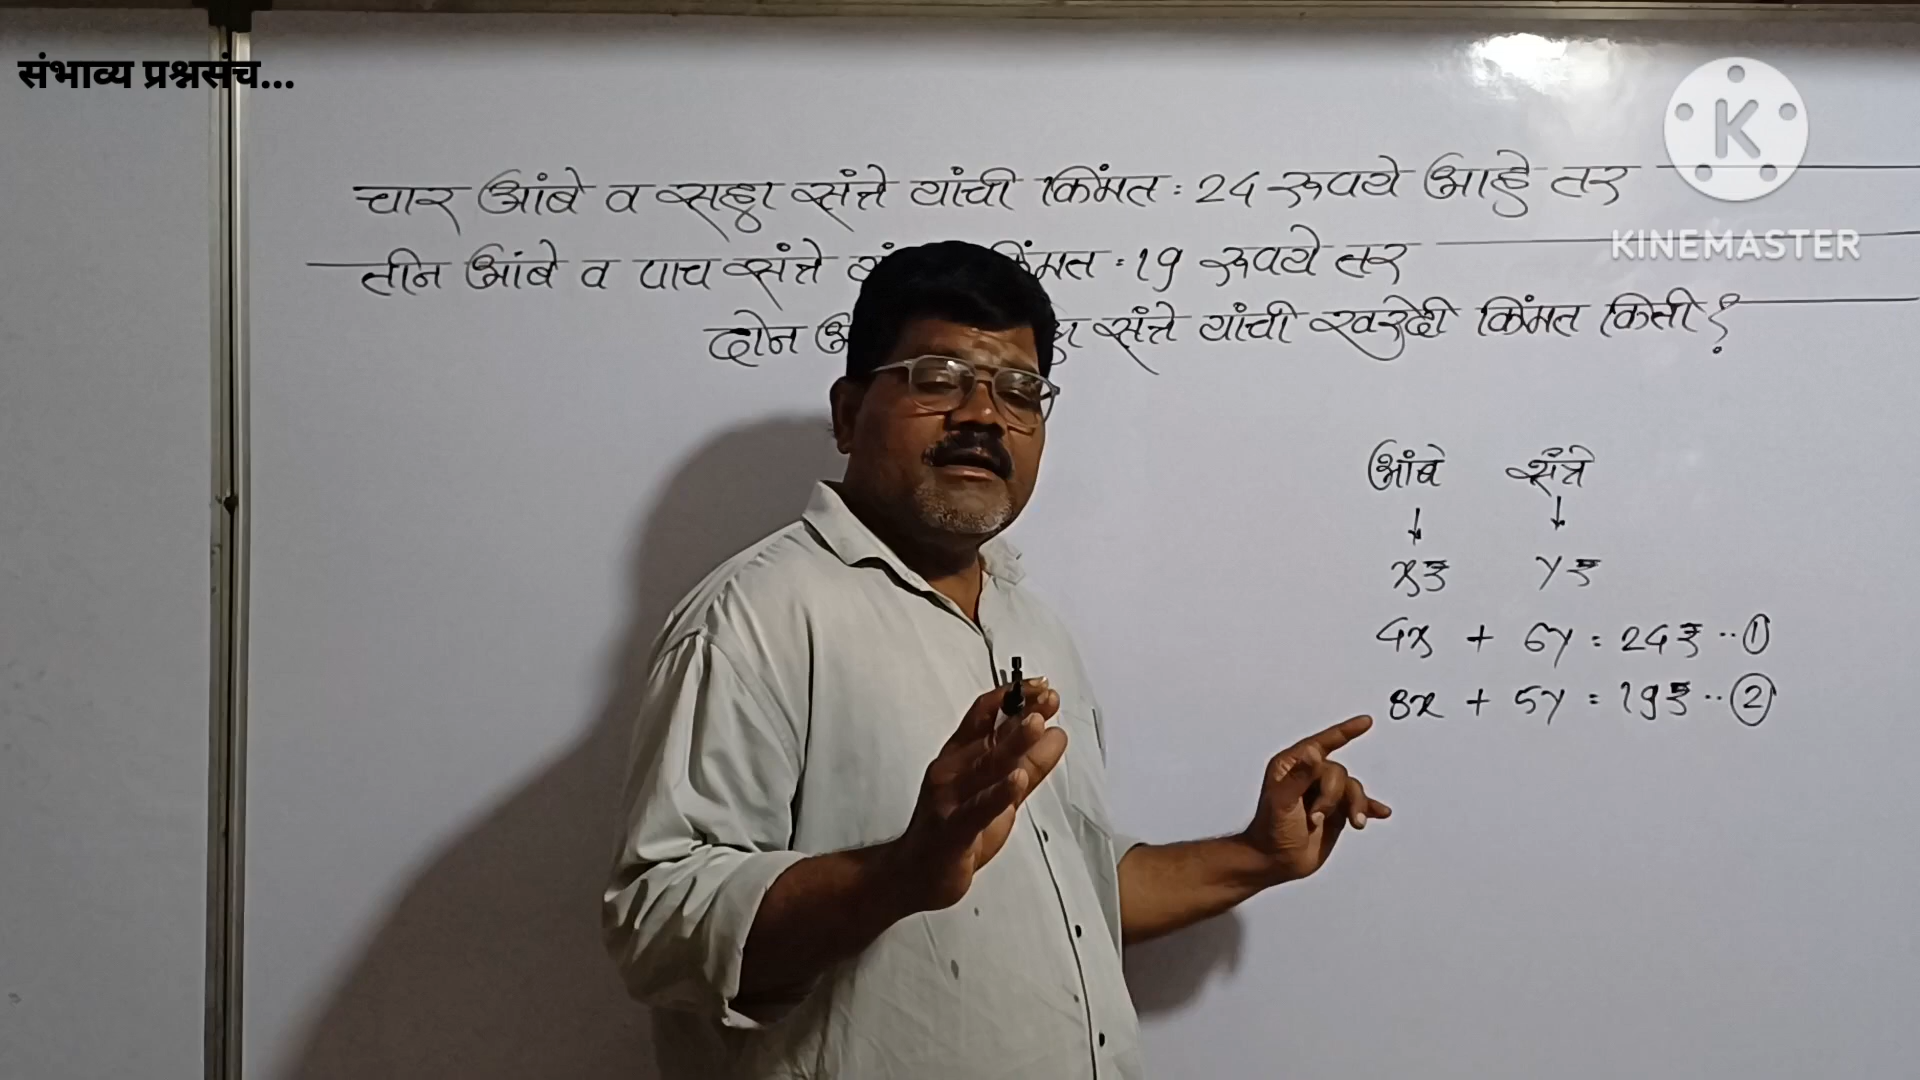 संभाव्य प्रश्नसंच...
KINEMASTER
चार आंबे व सहा संत्रे यांची किंमत = 24 रूपये आहे तर
तीन आंबे व पाच संत्रे किंमत = 19 रूपये तर
दोन संत्रे यांची खरेदी किंमत किती?
आंबे संत्रे
↓ ↓
x₹ y₹
4x + 6y = 24₹ ..①
3x + 5y = 19₹ ..②